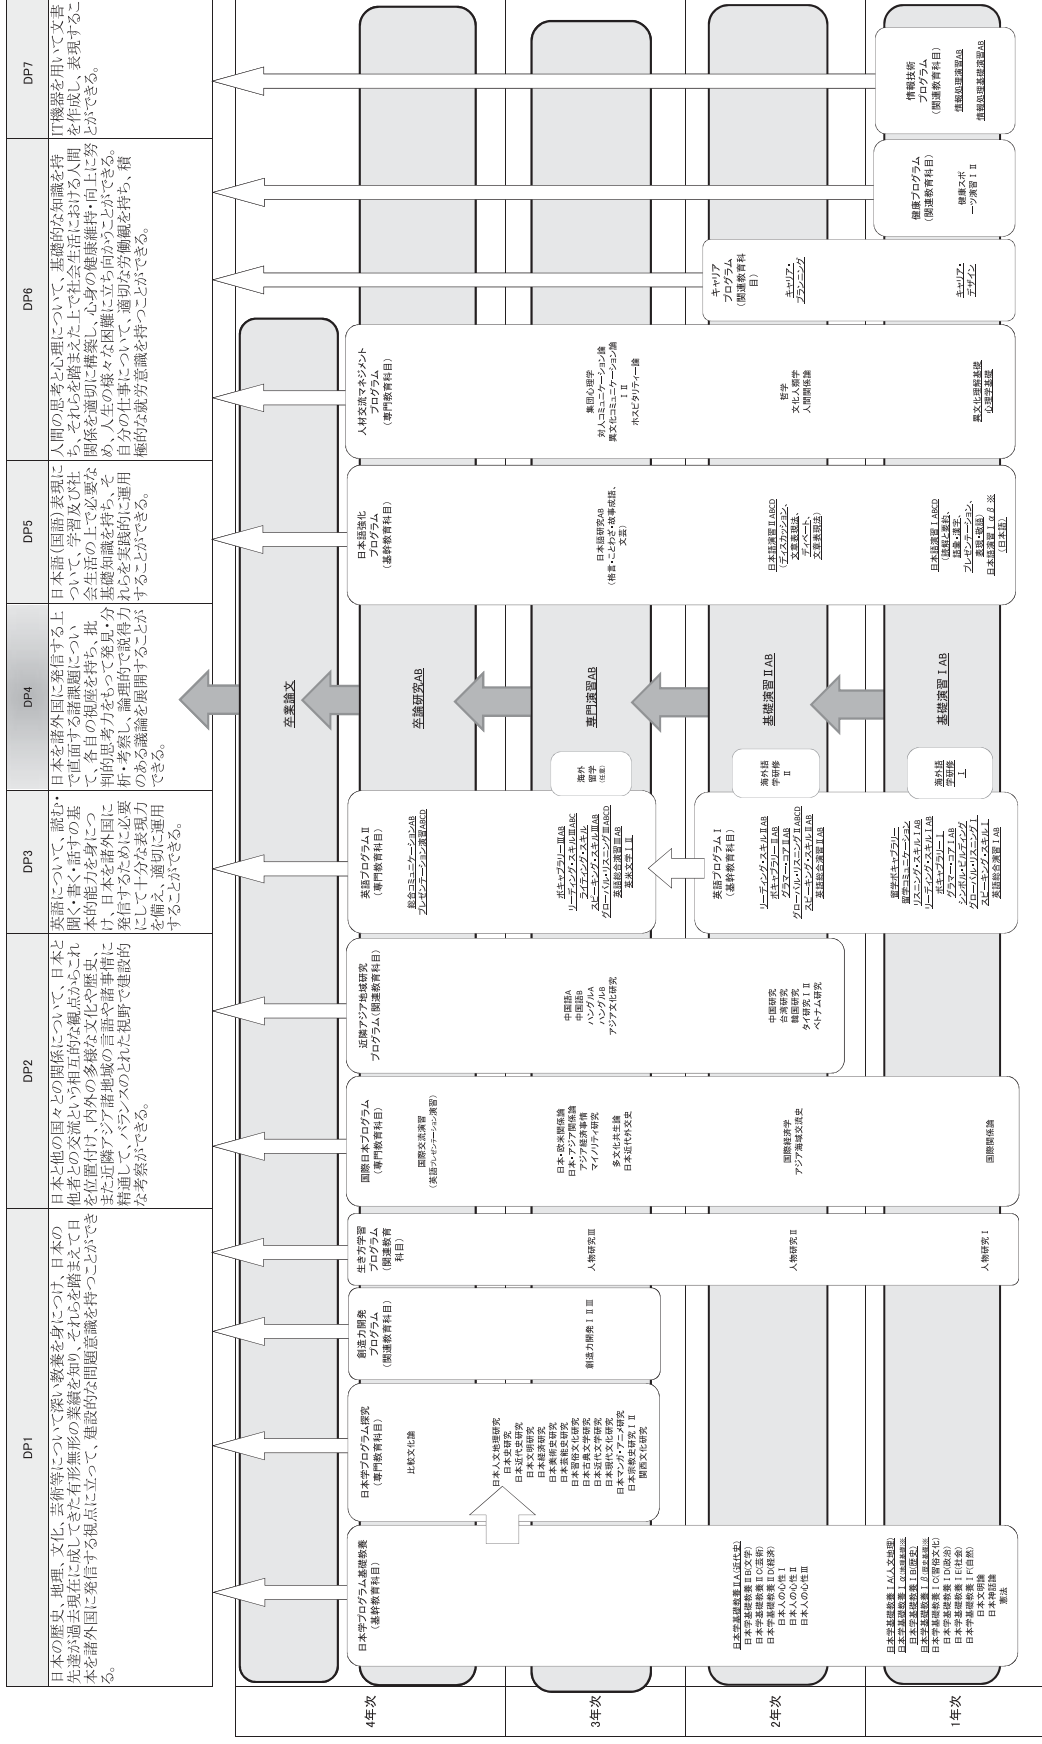 DP1
日本の歴史、地理、文化、芸術等について深い教養を身につけ、日本の
先達が過去現在に成してきた有形無形の業績を知り、それらを踏まえて日
本を諸外国に発信する視点に立って、建設的な問題意識を持つことができ
る。
DP2
日本と他の国々との関係について、日本と
他者との交流という相互的な観点からこれ
を位置付け、内外の多様な文化や歴史、
また近隣アジア諸地域の言語や諸事情に
精通して、バランスのとれた視野で建設的
な考察ができる。
DP3
英語について、読む・
聞く・書く・話すの基
本的能力を身につ
け、日本を諸外国に
発信するために必要
にして十分な表現力
を備え、適切に運用
することができる。
DP4
日本を諸外国に発信する上
で直面する諸課題につい
て、各自の視座を持ち、批
判的思考力をもって発見・分
析・考察し、論理的で説得力
のある議論を展開することが
できる。
DP5
日本語(国語)表現に
ついて、学習及び社
会生活の上で必要な
基礎知識を持ち、そ
れらを実践的に運用
することができる。
DP6
人間の思考と心理について、基礎的な知識を持
ち、それらを踏まえた上で社会生活における人間
関係を適切に構築し、心身の健康維持・向上に努
め、人生の様々な困難に立ち向かうことができる。
自分の仕事について、適切な労働観を持ち、積
極的な就労意識を持つことができる。
DP7
IT機器を用いて文書
を作成し、表現するこ
とができる。
4年次
3年次
2年次
1年次
日本学プログラム基礎教養
(基幹教育科目)
日本学基礎教養ⅡA(近代史)
日本学基礎教養ⅡB(文学)
日本学基礎教養ⅡC(芸術)
日本学基礎教養ⅡD(経済)
日本人の心性Ⅰ
日本人の心性Ⅱ
日本人の心性Ⅲ
日本学基礎教養ⅠA(人文地理)
日本学基礎教養Ⅰα(地理基礎)※
日本学基礎教養ⅠB(歴史)
日本学基礎教養Ⅰβ(歴史基礎)※
日本学基礎教養ⅠC(習俗文化)
日本学基礎教養ⅠD(政治)
日本学基礎教養ⅠE(社会)
日本学基礎教養ⅠF(自然)
日本文明論
日本神話論
憲法
日本学プログラム探究
(専門教育科目)
比較文化論
日本人文地理研究
日本史研究
日本近代史研究
日本文明研究
日本経済研究
日本美術史研究
日本芸能史研究
日本習俗文化研究
日本古典文学研究
日本近代文学研究
日本現代文化研究
日本マンガ・アニメ研究
日本宗教史研究ⅠⅡ
関西文化研究
創造力開発
プログラム
(関連教育科目)
創造力開発ⅠⅡⅢ
生き方学習
プログラム
(関連教育
科目)
人物研究Ⅲ
人物研究Ⅱ
人物研究Ⅰ
国際日本プログラム
(専門教育科目)
国際交流演習
(英語プレゼンテーション演習)
日本・欧米関係論
日本・アジア関係論
アジア経済事情
マイノリティ研究
多文化共生論
日本近代外交史
国際経済学
アジア海域交流史
国際関係論
近隣アジア地域研究
プログラム(関連教育科目)
中国語A
中国語B
ハングルA
ハングルB
アジア文化研究
中国研究
台湾研究
韓国研究
タイ研究ⅠⅡ
ベトナム研究
英語プログラムⅡ
(専門教育科目)
総合コミュニケーションAB
プレゼンテーション演習ABCD
ボキャブラリーⅢAB
リーディング・スキルⅢABC
ライティングスキル
スピーキング・スキルⅢAB
グローバル・リスニングⅢABCD
英語総合演習ⅢAB
英米文学ⅠⅡ
英語プログラムⅠ
(基幹教育科目)
リーディング・スキルⅡAB
ボキャブラリーⅡAB
グラマー・コアⅡAB
グローバル・リスニングⅡABCD
スピーキング・スキルⅡAB
英語総合演習ⅡAB
留学ボキャブラリー
留学コミュニケーション
リスニング・スキルⅠAB
リーディング・スキルⅠAB
ボキャブラリーⅠ
グラマー・コアⅠAB
シンボル・ビルディング
グローバル・リスニングⅠ
スピーキング・スキルⅠ
英語総合演習ⅠAB
海外
留学
(任意)
海外語
学研修
Ⅱ
海外語
学研修
Ⅰ
卒業論文
卒論研究AB
専門演習AB
基礎演習ⅡAB
基礎演習ⅠAB
日本語強化
プログラム
(基幹教育科目)
日本語研究AB
(格言・ことわざ・故事成語、
文芸)
日本語演習ⅡABCD
(ディスカッション、
文章表現法、
ディベート、
文章表現法)
日本語演習ⅠABCD
(読解と要約、
語彙・漢字、
プレゼンテーション、
表現・敬語)
日本語演習Ⅰαβ※
(日本語)
人材交流マネジメント
プログラム
(専門教育科目)
集団心理学
対人コミュニケーション論
異文化コミュニケーション論
ⅠⅡ
ホスピタリティー論
哲学
文化人類学
人間関係論
異文化理解基礎
心理学基礎
キャリア
プログラム
(関連教育科
目)
キャリア・
プランニング
キャリア・
デザイン
健康プログラム
(関連教育科目)
健康スポ
ーツ演習ⅠⅡ
情報技術
プログラム
(関連教育科目)
情報処理演習AB
情報処理基礎演習AB